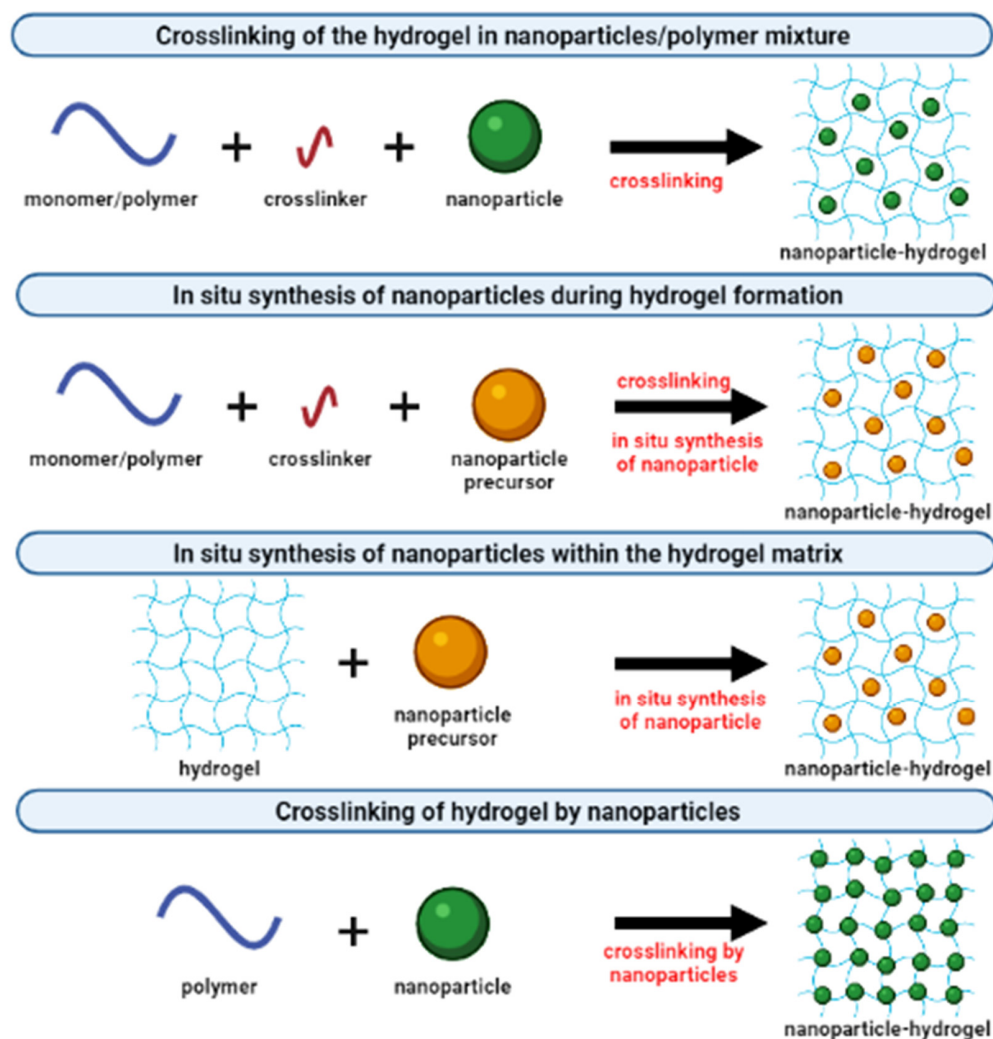 Crosslinking of the hydrogel in nanoparticles/polymer mixture
monomer/polymer
crosslinker
nanoparticle
crosslinking
nanoparticle-hydrogel
In situ synthesis of nanoparticles during hydrogel formation
monomer/polymer
crosslinker
nanoparticle
precursor
crosslinking
in situ synthesis
of nanoparticle
nanoparticle-hydrogel
In situ synthesis of nanoparticles within the hydrogel matrix
hydrogel
nanoparticle
precursor
in situ synthesis
of nanoparticle
nanoparticle-hydrogel
Crosslinking of hydrogel by nanoparticles
polymer
nanoparticle
crosslinking by
nanoparticles
nanoparticle-hydrogel